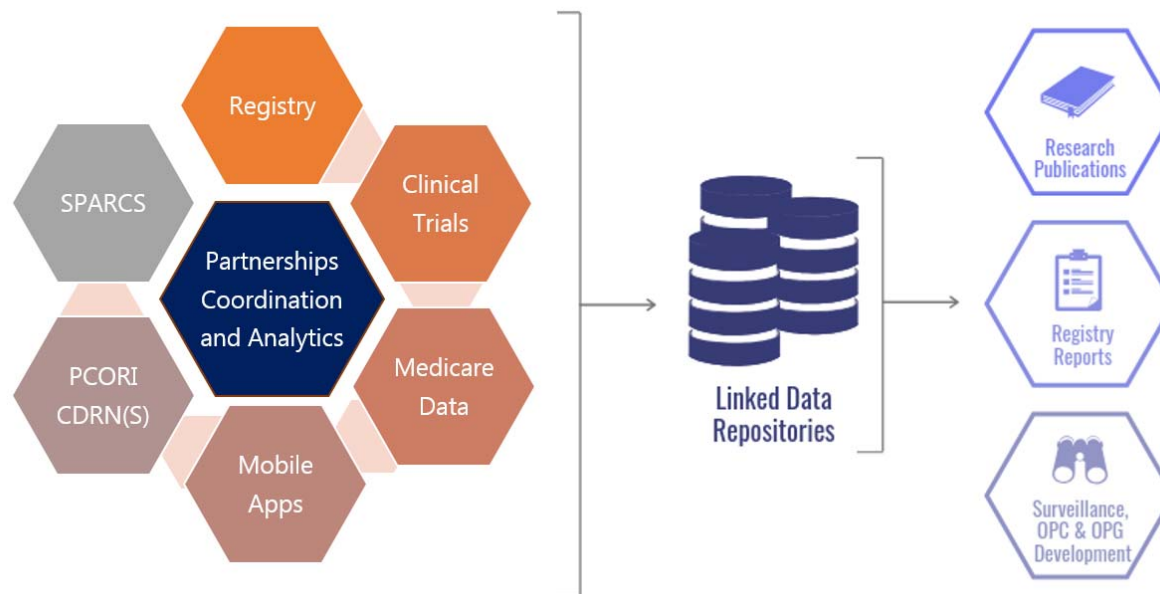 Registry
Clinical
Trials
Medicare
Data
Mobile
Apps
PCORI
CDRN(S)
SPARCS
Partnerships
Coordination
and Analytics
Linked Data
Repositories
Research
Publications
Registry
Reports
Surveillance,
OPC & OPG
Development